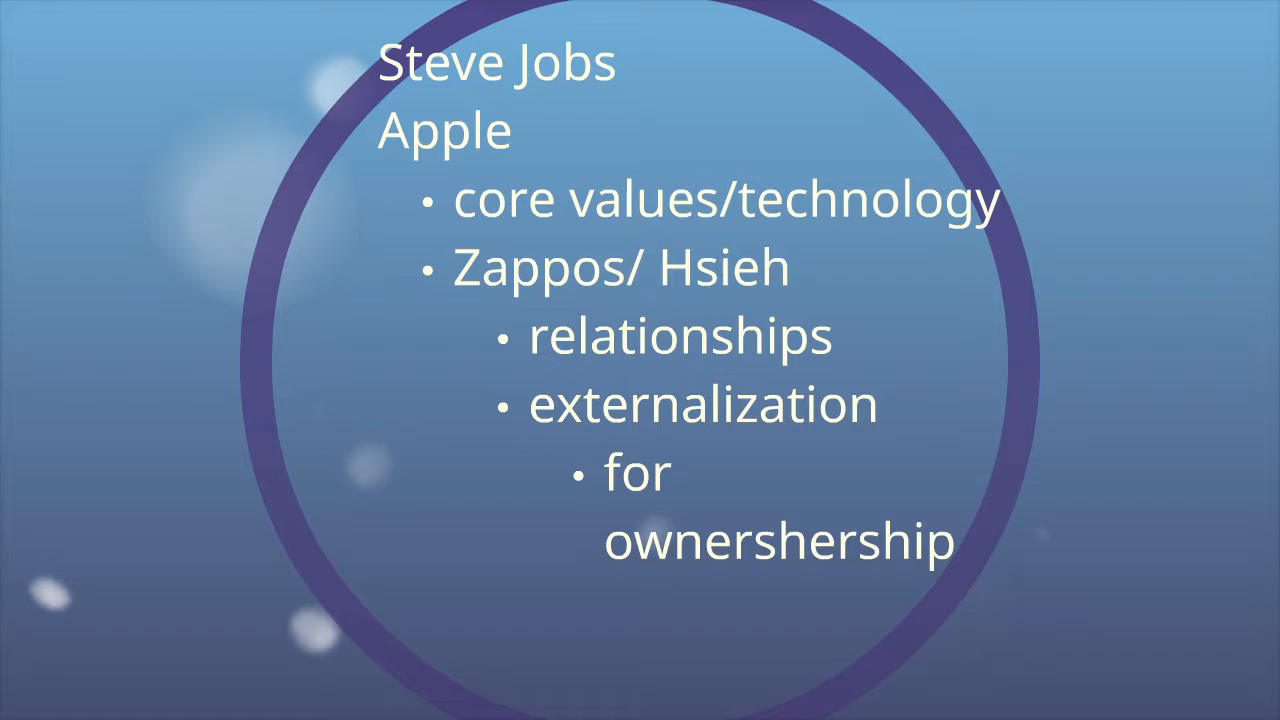 Steve Jobs
Apple
• core values/technology
• Zappos/ Hsieh
• relationships
• externalization
• for
ownershership